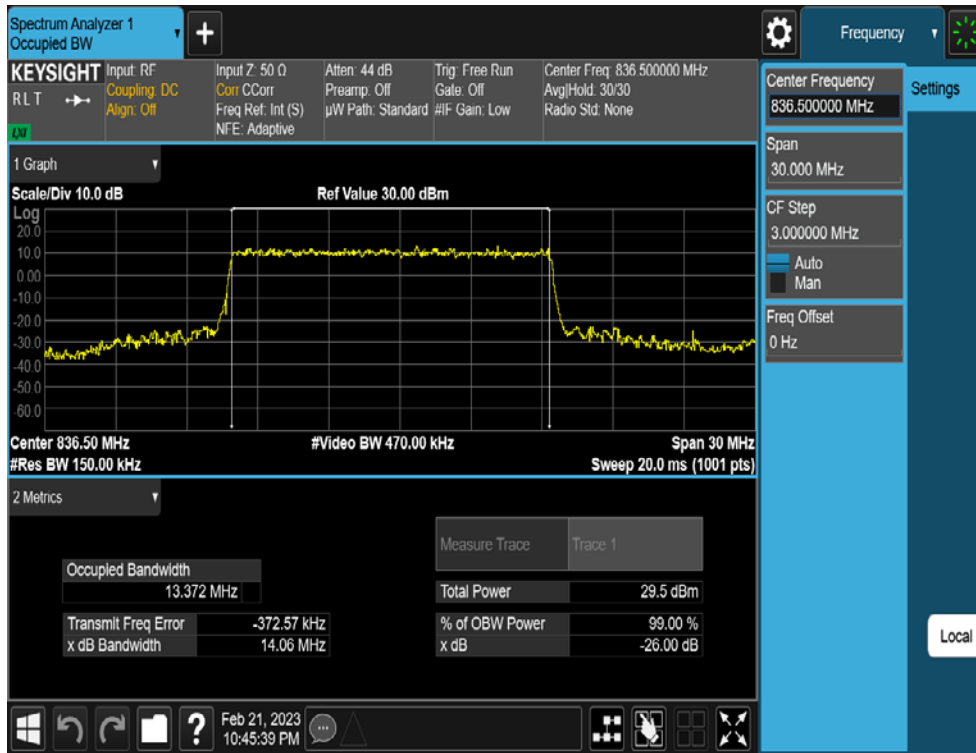 Spectrum Analyzer 1
Occupied BW
+
Frequency
KEYSIGHT
RLT
LXI
Input: RF
Coupling: DC
Align: Off
Input Z: 50 Ω
Corr CCorr
Freq Ref: Int (S)
NFE: Adaptive
Atten: 44 dB
Preamp: Off
µW Path: Standard
Trig: Free Run
Gate: Off
#IF Gain: Low
Center Freq: 836.500000 MHz
Avg|Hold: 30/30
Radio Std: None
Center Frequency
836.500000 MHz
Settings
Span
30.000 MHz
CF Step
3.000000 MHz
Auto
Man
Freq Offset
0 Hz
Local
1 Graph
Scale/Div 10.0 dB
Ref Value 30.00 dBm
Log
20.0
10.0
0.00
-10.0
-20.0
-30.0
-40.0
-50.0
-60.0
Center 836.50 MHz
#Video BW 470.00 kHz
Span 30 MHz
#Res BW 150.00 kHz
Sweep 20.0 ms (1001 pts)
2 Metrics
Measure Trace
Trace 1
Occupied Bandwidth
13.372 MHz
Total Power
29.5 dBm
Transmit Freq Error
-372.57 kHz
% of OBW Power
99.00 %
x dB Bandwidth
14.06 MHz
x dB
-26.00 dB
?
Feb 21, 2023
10:45:39 PM